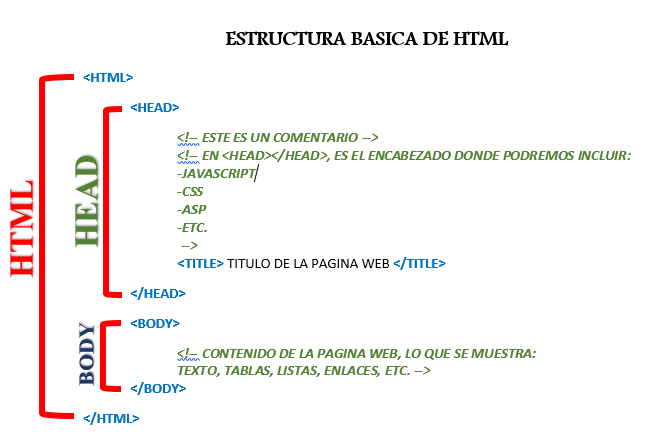 ESTRUCTURA BASICA DE HTML
HTML
<HTML>
HEAD
<HEAD>
<!-- ESTE ES UN COMENTARIO -->
<!-- EN <HEAD></HEAD>, ES EL ENCABEZADO DONDE PODREMOS INCLUIR:
-JAVASCRIPT
-CSS
-ASP
-ETC.
-->
<TITLE> TITULO DE LA PAGINA WEB </TITLE>
</HEAD>
BODY
<BODY>
<!-- CONTENIDO DE LA PAGINA WEB, LO QUE SE MUESTRA:
TEXTO, TABLAS, LISTAS, ENLACES, ETC. -->
</BODY>
</HTML>